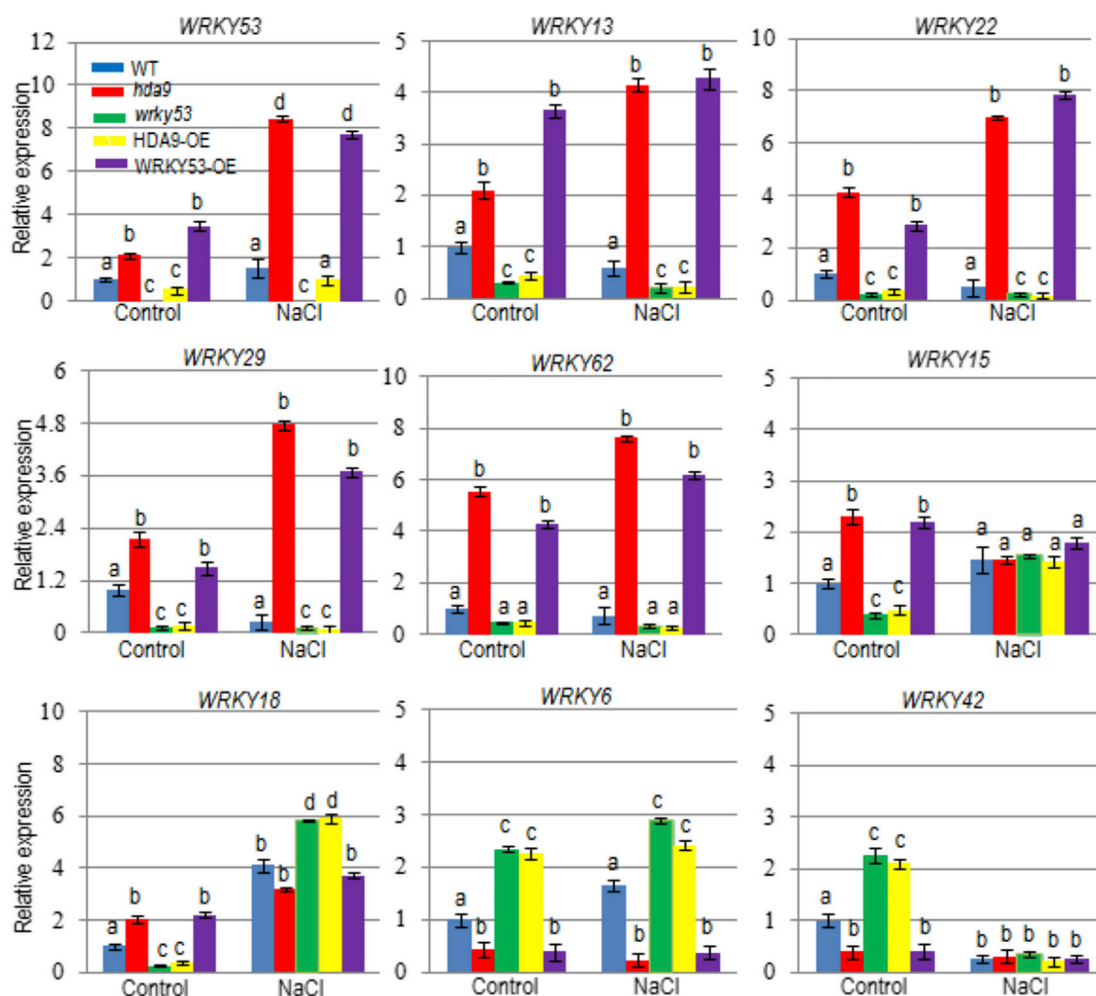 WRKY53
WRKY13
WRKY22
Relative expression
12
10
8
6
4
2
0
WT
hda9
wrky53
HDA9-OE
WRKY53-OE
a
b
c
c
b
a
d
c
a
d
Control
NaCl
5
4
3
2
1
0
a
b
c
c
b
a
b
c
c
b
Control
NaCl
10
8
6
4
2
0
a
b
c
c
b
a
b
c
c
b
Control
NaCl
WRKY29
WRKY62
WRKY15
Relative expression
6
4.8
3.6
2.4
1.2
0
a
b
c
c
b
a
b
c
c
b
Control
NaCl
10
8
6
4
2
0
a
b
a
a
b
a
b
a
a
b
Control
NaCl
5
4
3
2
1
0
a
b
c
c
b
a
a
a
a
a
Control
NaCl
WRKY18
WRKY6
WRKY42
Relative expression
10
8
6
4
2
0
a
b
c
c
b
b
b
d
d
b
Control
NaCl
5
4
3
2
1
0
a
b
c
c
b
a
b
c
c
b
Control
NaCl
5
4
3
2
1
0
a
b
c
c
b
b
b
b
b
b
Control
NaCl